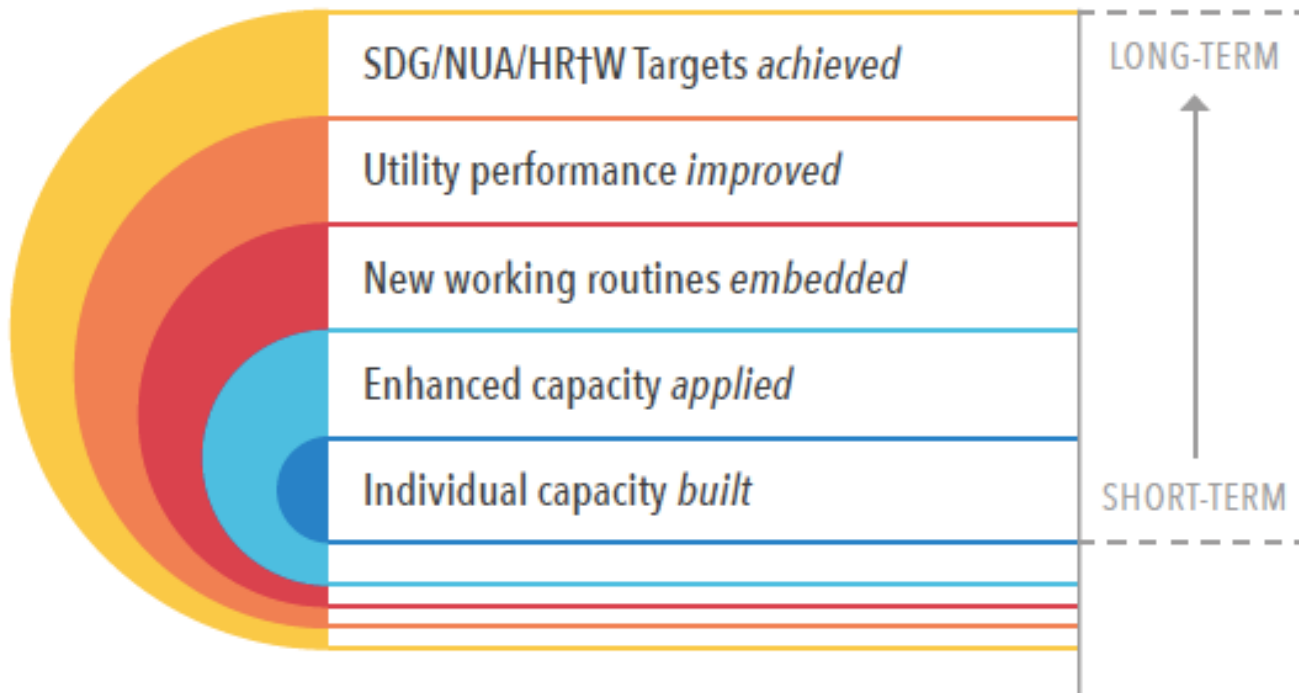 SDG/NUA/HR†W Targets achieved
LONG-TERM
Utility performance improved
New working routines embedded
Enhanced capacity applied
Individual capacity built
SHORT-TERM